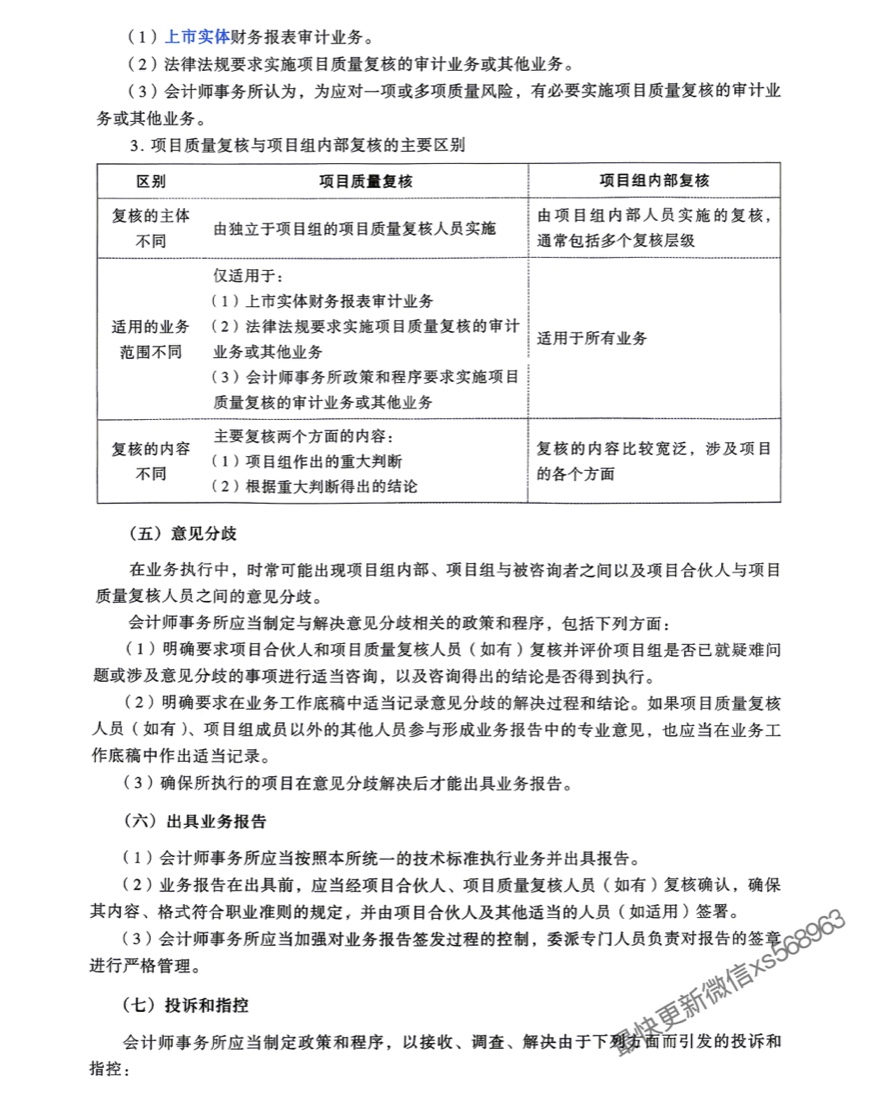 （1）上市实体财务报表审计业务。
（2）法律法规要求实施项目质量复核的审计业务或其他业务。
（3）会计师事务所认为，为应对一项或多项质量风险，有必要实施项目质量复核的审计业
务或其他业务。
3. 项目质量复核与项目组内部复核的主要区别
区别
项目质量复核
项目组内部复核
复核的主体
不同
由独立于项目组的项目质量复核人员实施
由项目组内部人员实施的复核，
通常包括多个复核层级
适用的业务
范围不同
仅适用于：
（1）上市实体财务报表审计业务
（2）法律法规要求实施项目质量复核的审计
业务或其他业务
（3）会计师事务所政策和程序要求实施项目
质量复核的审计业务或其他业务
适用于所有业务
复核的内容
不同
主要复核两个方面的内容：
（1）项目组作出的重大判断
（2）根据重大判断得出的结论
复核的内容比较宽泛，涉及项目
的各个方面
（五）意见分歧
在业务执行中，时常可能出现项目组内部、项目组与被咨询者之间以及项目合伙人与项目
质量复核人员之间的意见分歧。
会计师事务所应当制定与解决意见分歧相关的政策和程序，包括下列方面：
（1）明确要求项目合伙人和项目质量复核人员（如有）复核并评价项目组是否已就疑难问
题或涉及意见分歧的事项进行适当咨询，以及咨询得出的结论是否得到执行。
（2）明确要求在业务工作底稿中适当记录意见分歧的解决过程和结论。如果项目质量复核
人员（如有）、项目组成员以外的其他人员参与形成业务报告中的专业意见，也应当在业务工
作底稿中作出适当记录。
（3）确保所执行的项目在意见分歧解决后才能出具业务报告。
（六）出具业务报告
（1）会计师事务所应当按照本所统一的技术标准执行业务并出具报告。
（2）业务报告在出具前，应当经项目合伙人、项目质量复核人员（如有）复核确认，确保
其内容、格式符合职业准则的规定，并由项目合伙人及其他适当的人员（如适用）签署。
（3）会计师事务所应当加强对业务报告签发过程的控制，委派专门人员负责对报告的签章
进行严格管理。
（七）投诉和指控
会计师事务所应当制定政策和程序，以接收、调查、解决由于下列方面而引发的投诉和
指控：
最快更新微信xs568963